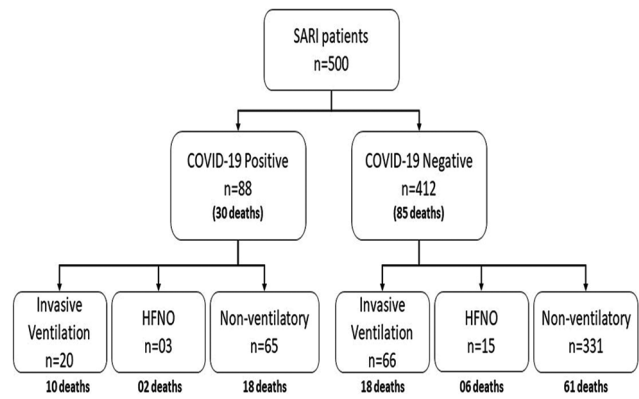 SARI patients
n=500
COVID-19 Positive
n=88
(30 deaths)
COVID-19 Negative
n=412
(85 deaths)
Invasive
Ventilation
n=20
10 deaths
HFNO
n=03
02 deaths
Non-ventilatory
n=65
18 deaths
Invasive
Ventilation
n=66
18 deaths
HFNO
n=15
06 deaths
Non-ventilatory
n=331
61 deaths